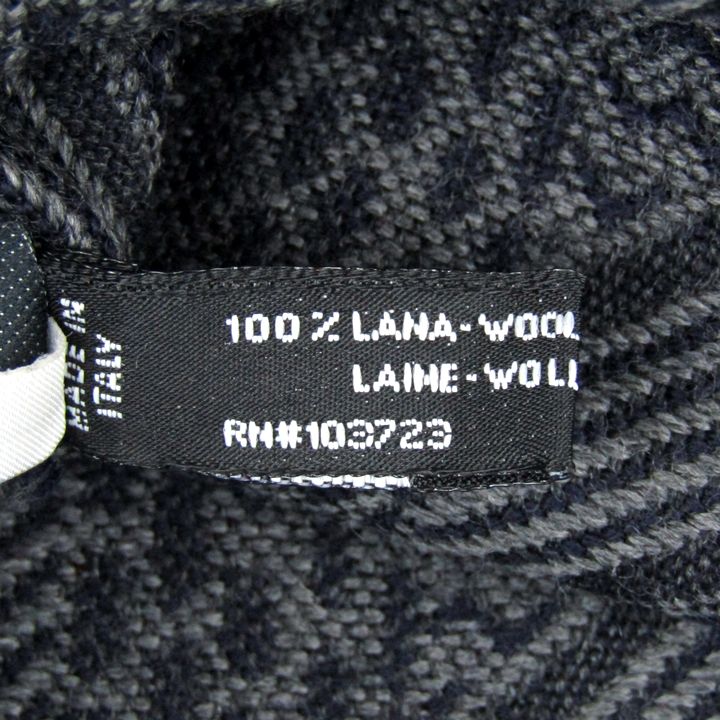 MADE IN
ITALY
100% LANA-WOOL
LAINE-WOLL
RN#103723